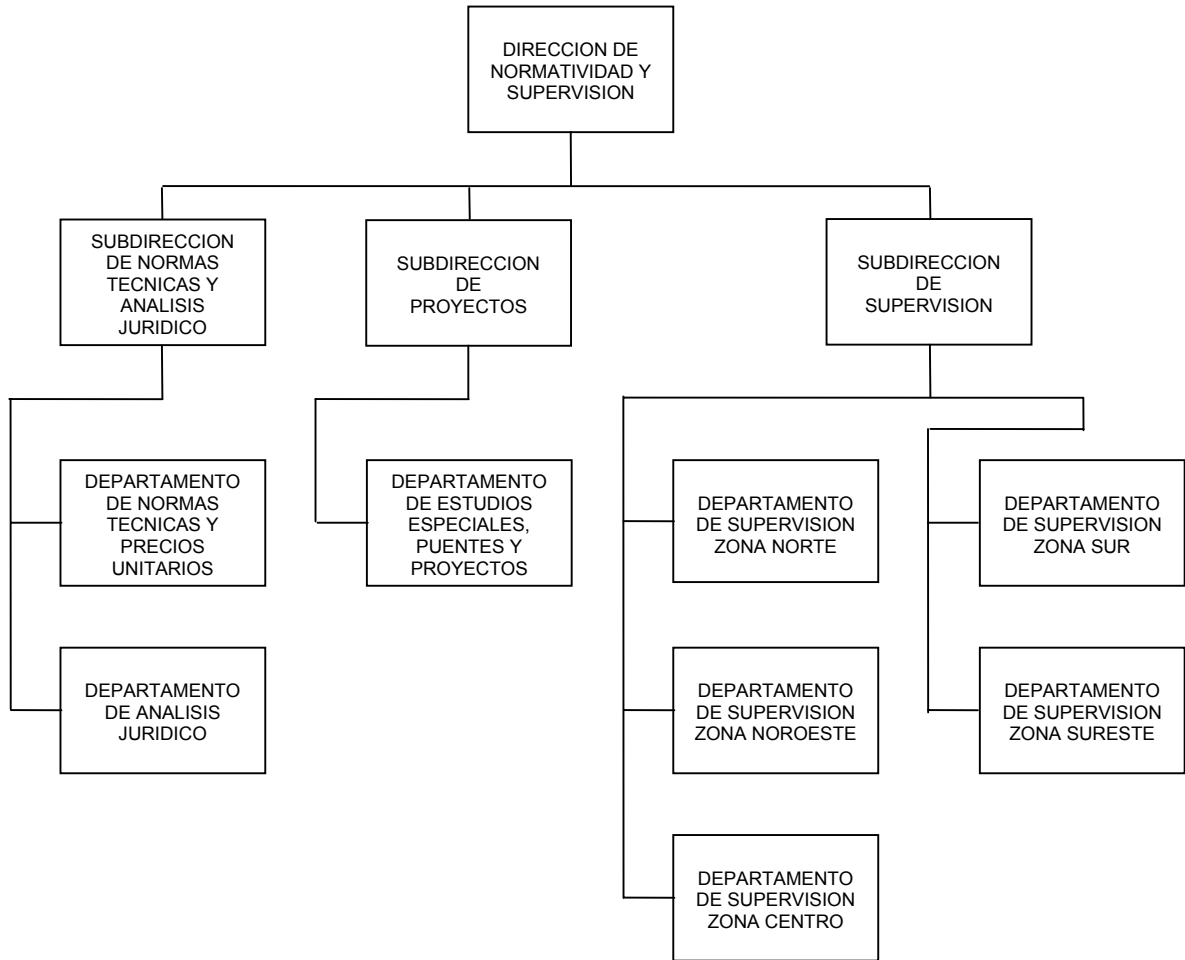 DIRECCION DE
NORMATIVIDAD Y
SUPERVISION
SUBDIRECCION
DE NORMAS
TECNICAS Y
ANALISIS
JURIDICO
SUBDIRECCION
DE
PROYECTOS
SUBDIRECCION
DE
SUPERVISION
DEPARTAMENTO
DE NORMAS
TECNICAS Y
PRECIOS
UNITARIOS
DEPARTAMENTO
DE ESTUDIOS
ESPECIALES,
PUENTES Y
PROYECTOS
DEPARTAMENTO
DE SUPERVISION
ZONA NORTE
DEPARTAMENTO
DE SUPERVISION
ZONA SUR
DEPARTAMENTO
DE ANALISIS
JURIDICO
DEPARTAMENTO
DE SUPERVISION
ZONA NOROESTE
DEPARTAMENTO
DE SUPERVISION
ZONA SURESTE
DEPARTAMENTO
DE SUPERVISION
ZONA CENTRO